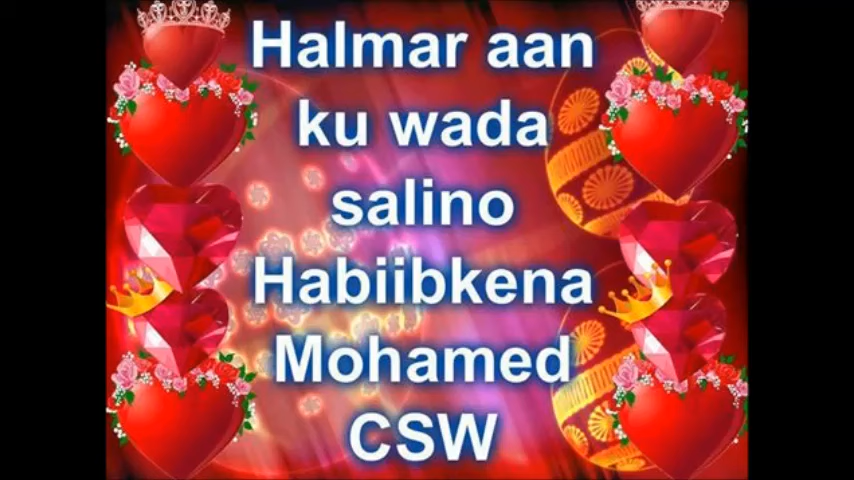 Halmar aan
ku wada
salino
Habiibkena
Mohamed
CSW